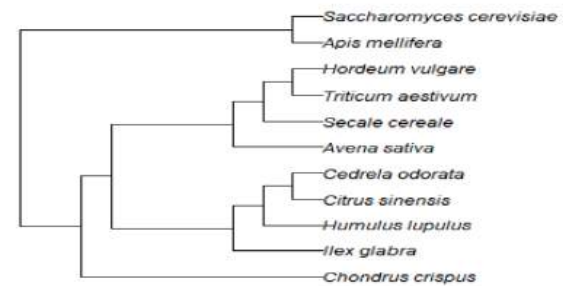 Saccharomyces cerevisiae
Apis mellifera
Hordeum vulgare
Triticum aestivum
Secale cereale
Avena sativa
Cedrela odorata
Citrus sinensis
Humulus lupulus
Ilex glabra
Chondrus crispus